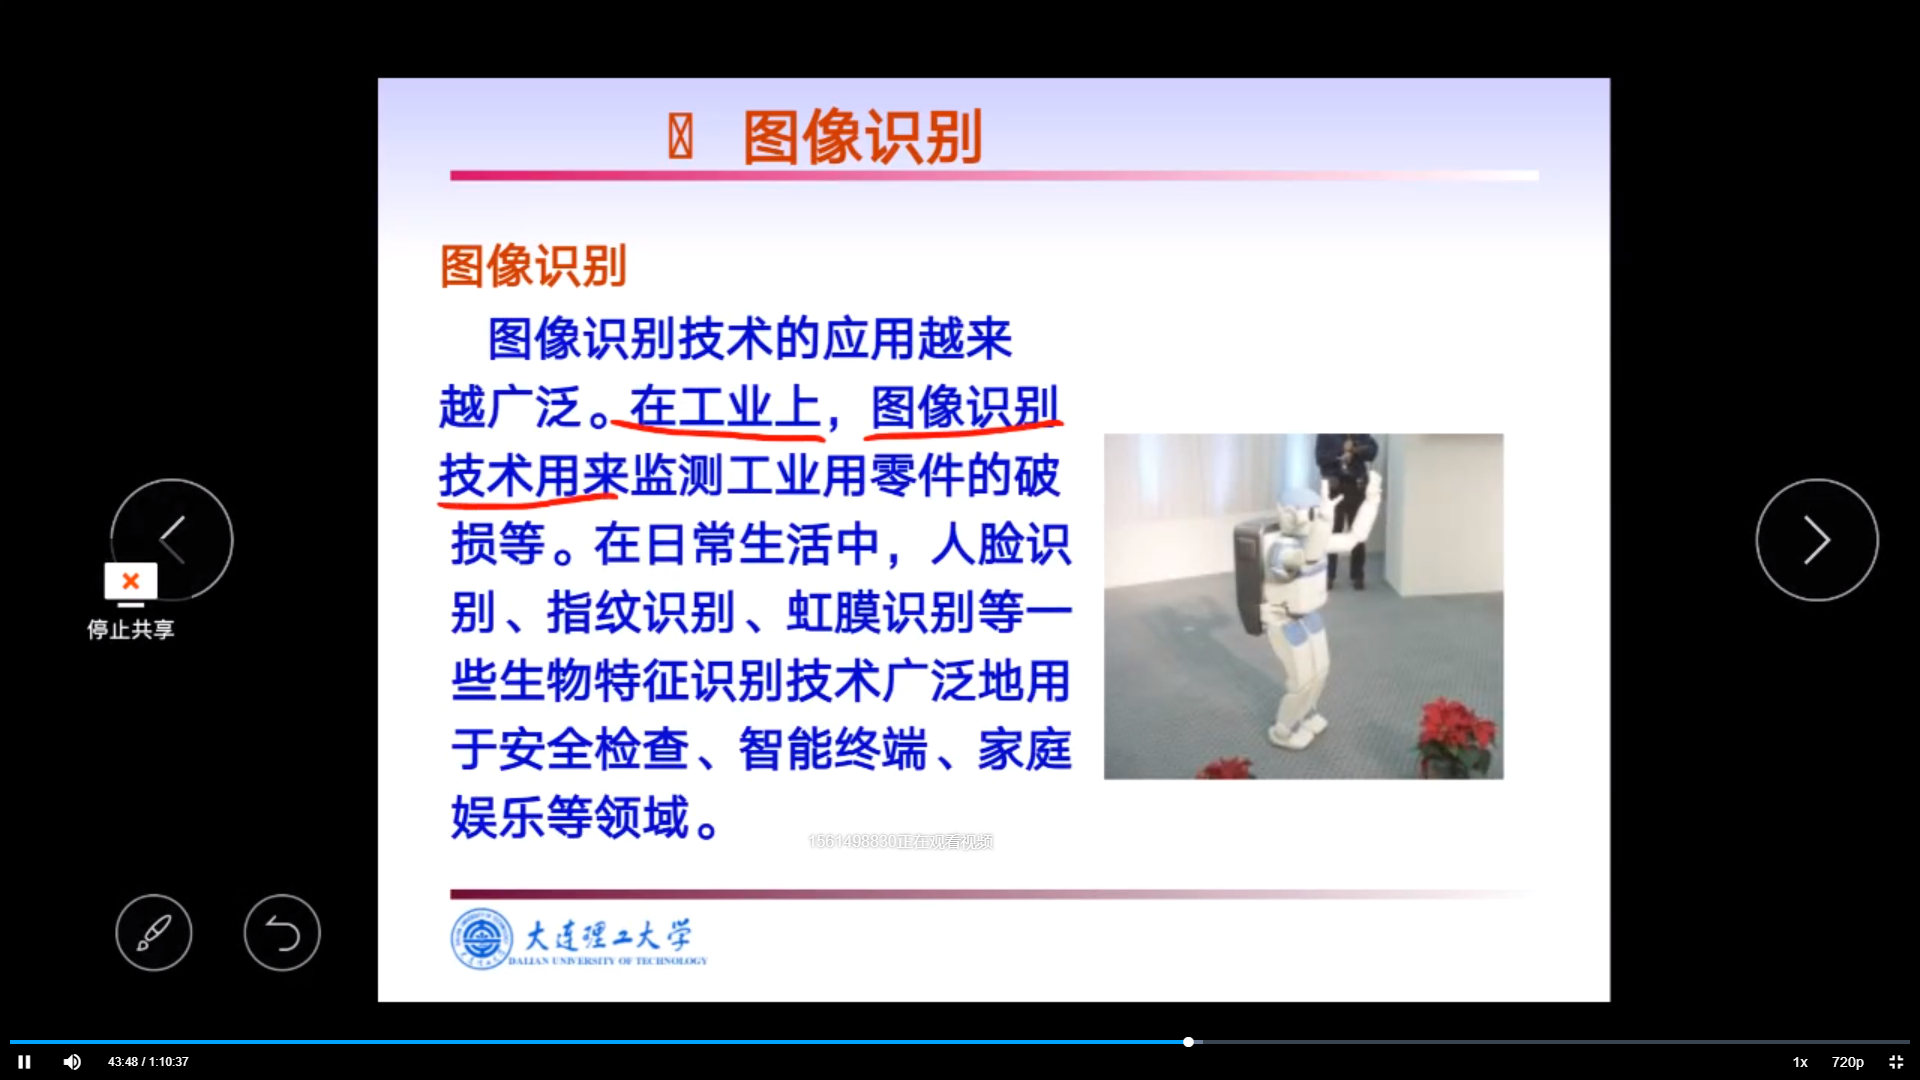 图像识别
图像识别
图像识别技术的应用越来
越广泛。在工业上，图像识别
技术用来监测工业用零件的破
损等。在日常生活中，人脸识
别、指纹识别、虹膜识别等一
些生物特征识别技术广泛地用
于安全检查、智能终端、家庭
娱乐等领域。
停止共享
1561498830正在观看视频
大连理工大学
DALIAN UNIVERSITY OF TECHNOLOGY
43:48 / 1:10:37
1x
720p